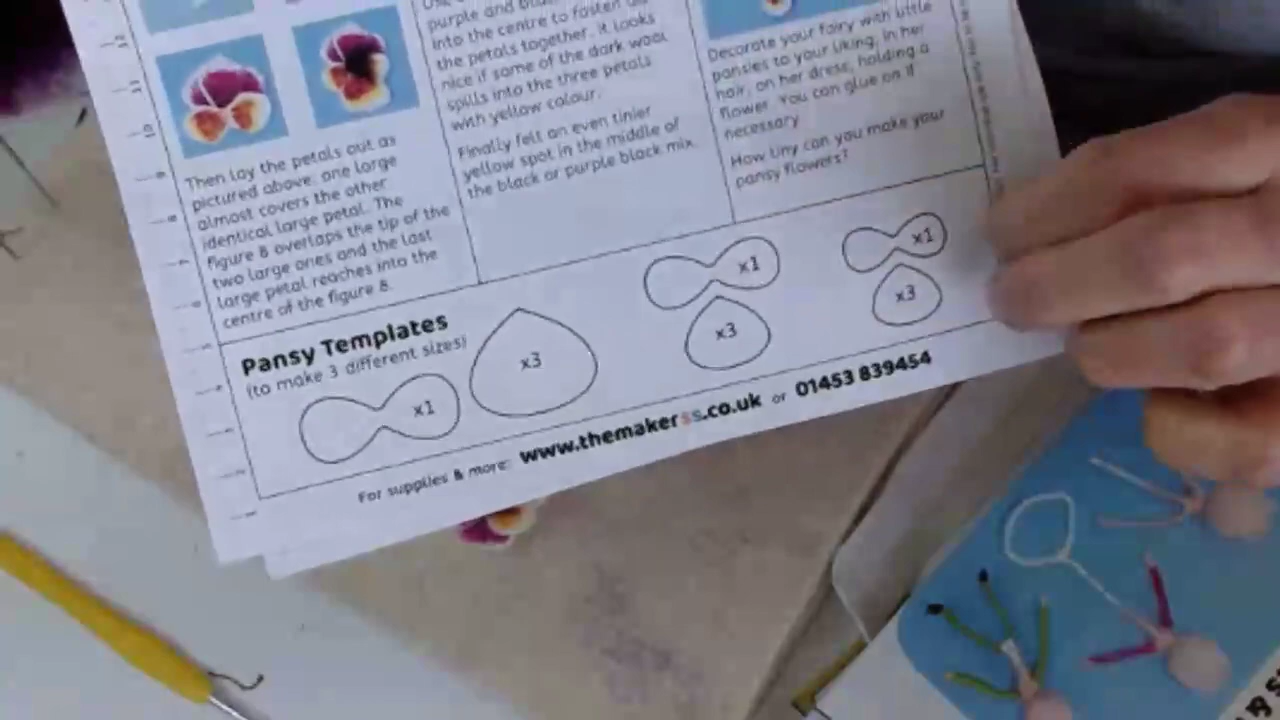 Then lay the petals out as
pictured above, one large
almost covers the other
identical large petal. The
figure 8 overlaps the tip of the
two large ones and the last
large petal reaches into the
centre of the figure 8.
purple and
into the centre to fasten
the petals together. It looks
nice if some of the dark wool
spills into the three petals
with yellow colour.
Finally felt an even tinier
yellow spot in the middle of
the black or purple black mix.
Decorate your fairy with little
pansies to your liking. In her
hair, on her dress, holding a
flower. You can glue on if
necessary
How tiny can you make your
pansy flowers?
Pansy Templates
(to make 3 different sizes)
x1
x3
x1
x3
x1
x3
For supplies & more: www.themakerss.co.uk or 01453 839454